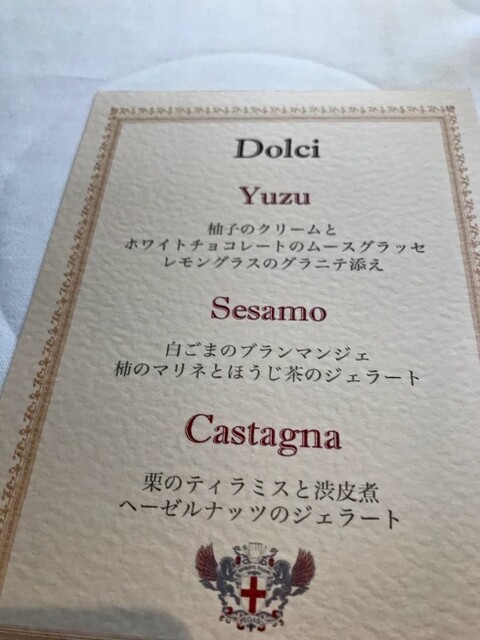 Dolci
Yuzu
柚子のクリームと
ホワイトチョコレートのムースグラッセ
レモングラスのグラニテ添え
Sesamo
白ごまのブランマンジェ
柿のマリネとほうじ茶のジェラート
Castagna
栗のティラミスと渋皮煮
ヘーゼルナッツのジェラート